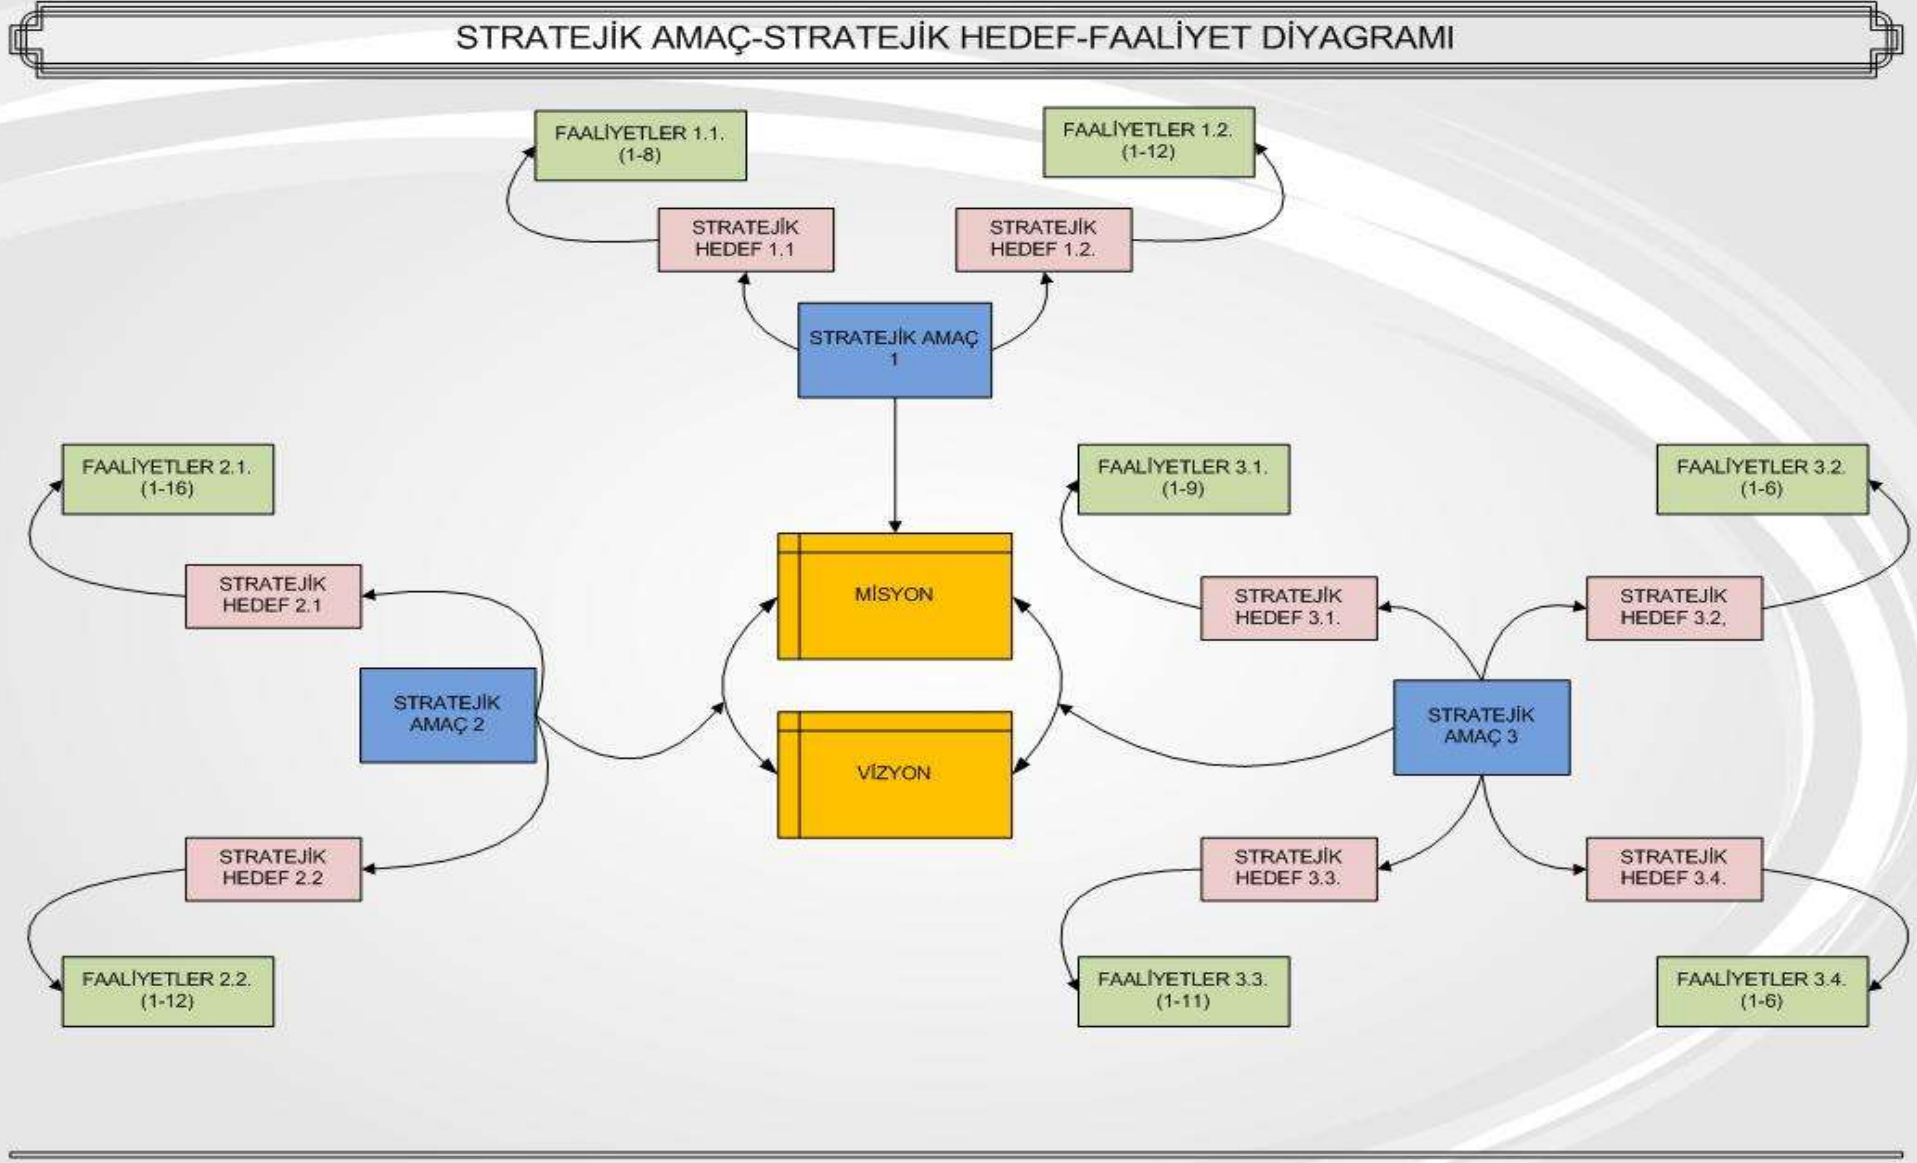 STRATEJİK AMAÇ-STRATEJİK HEDEF-FAALİYET DİYAGRAMI
FAALİYETLER 1.1.
(1-8)
FAALİYETLER 1.2.
(1-12)
STRATEJİK
HEDEF 1.1
STRATEJİK
HEDEF 1.2.
STRATEJİK AMAÇ
1
FAALİYETLER 2.1.
(1-16)
FAALİYETLER 3.1.
(1-9)
FAALİYETLER 3.2.
(1-6)
STRATEJİK
HEDEF 2.1
MİSYON
STRATEJİK
HEDEF 3.1.
STRATEJİK
HEDEF 3.2,
STRATEJİK
AMAÇ 2
STRATEJİK
AMAÇ 3
VİZYON
STRATEJİK
HEDEF 2.2
STRATEJİK
HEDEF 3.3.
STRATEJİK
HEDEF 3.4.
FAALİYETLER 2.2.
(1-12)
FAALİYETLER 3.3.
(1-11)
FAALİYETLER 3.4.
(1-6)